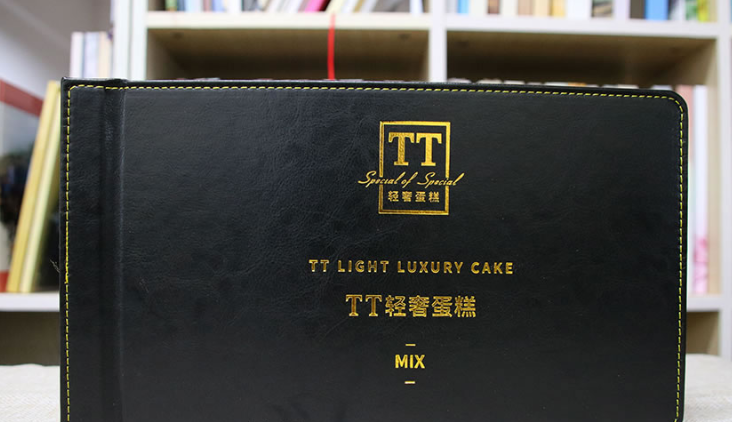 TT
Special of Special
轻奢蛋糕
TT LIGHT LUXURY CAKE
TT轻奢蛋糕
MIX